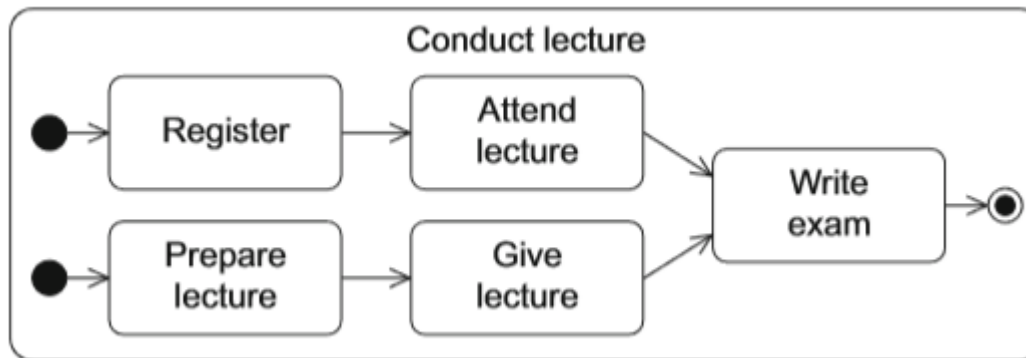 Conduct lecture
Register
Attend
lecture
Write
exam
Prepare
lecture
Give
lecture